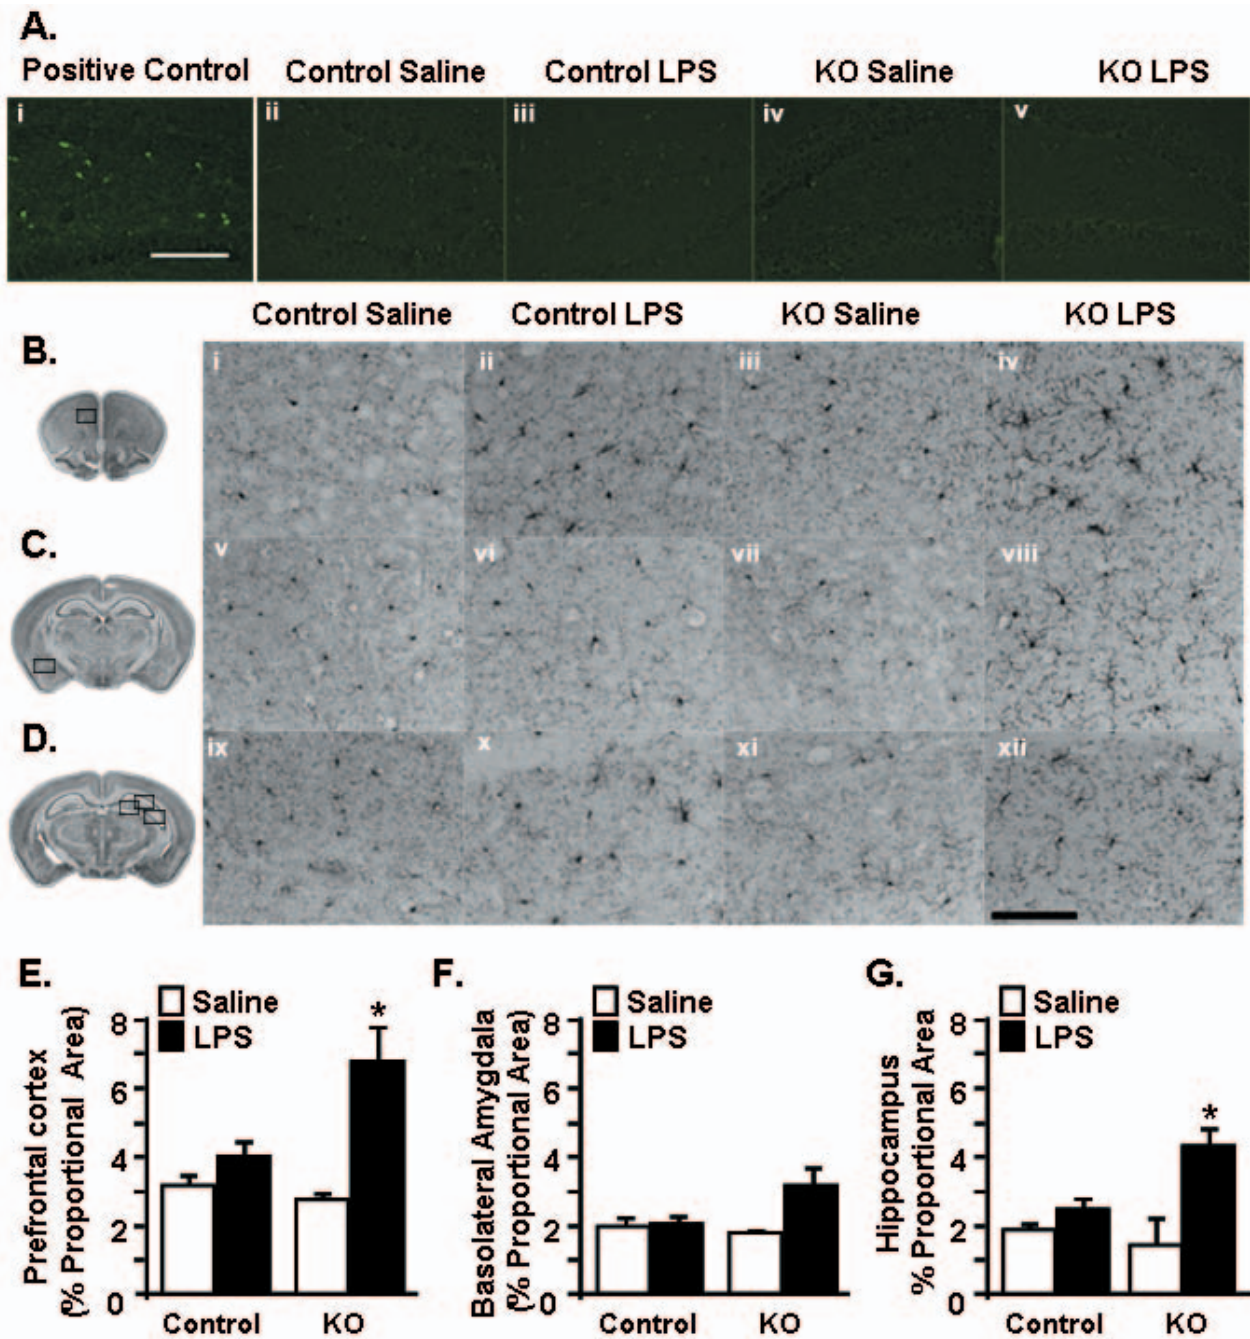 A.
Positive Control Control Saline Control LPS KO Saline KO LPS
i ii iii iv v
Control Saline Control LPS KO Saline KO LPS
B.
i ii iii iv
C.
v vi vii viii
D.
ix x xi xii
E.
Saline
LPS
*
Prefrontal cortex
(% Proportional Area)
8
6
4
2
0
Control KO
F.
Saline
LPS
Basolateral Amygdala
(% Proportional Area)
8
6
4
2
0
Control KO
G.
Saline
LPS
*
Hippocampus
% Proportional Area
8
6
4
2
0
Control KO